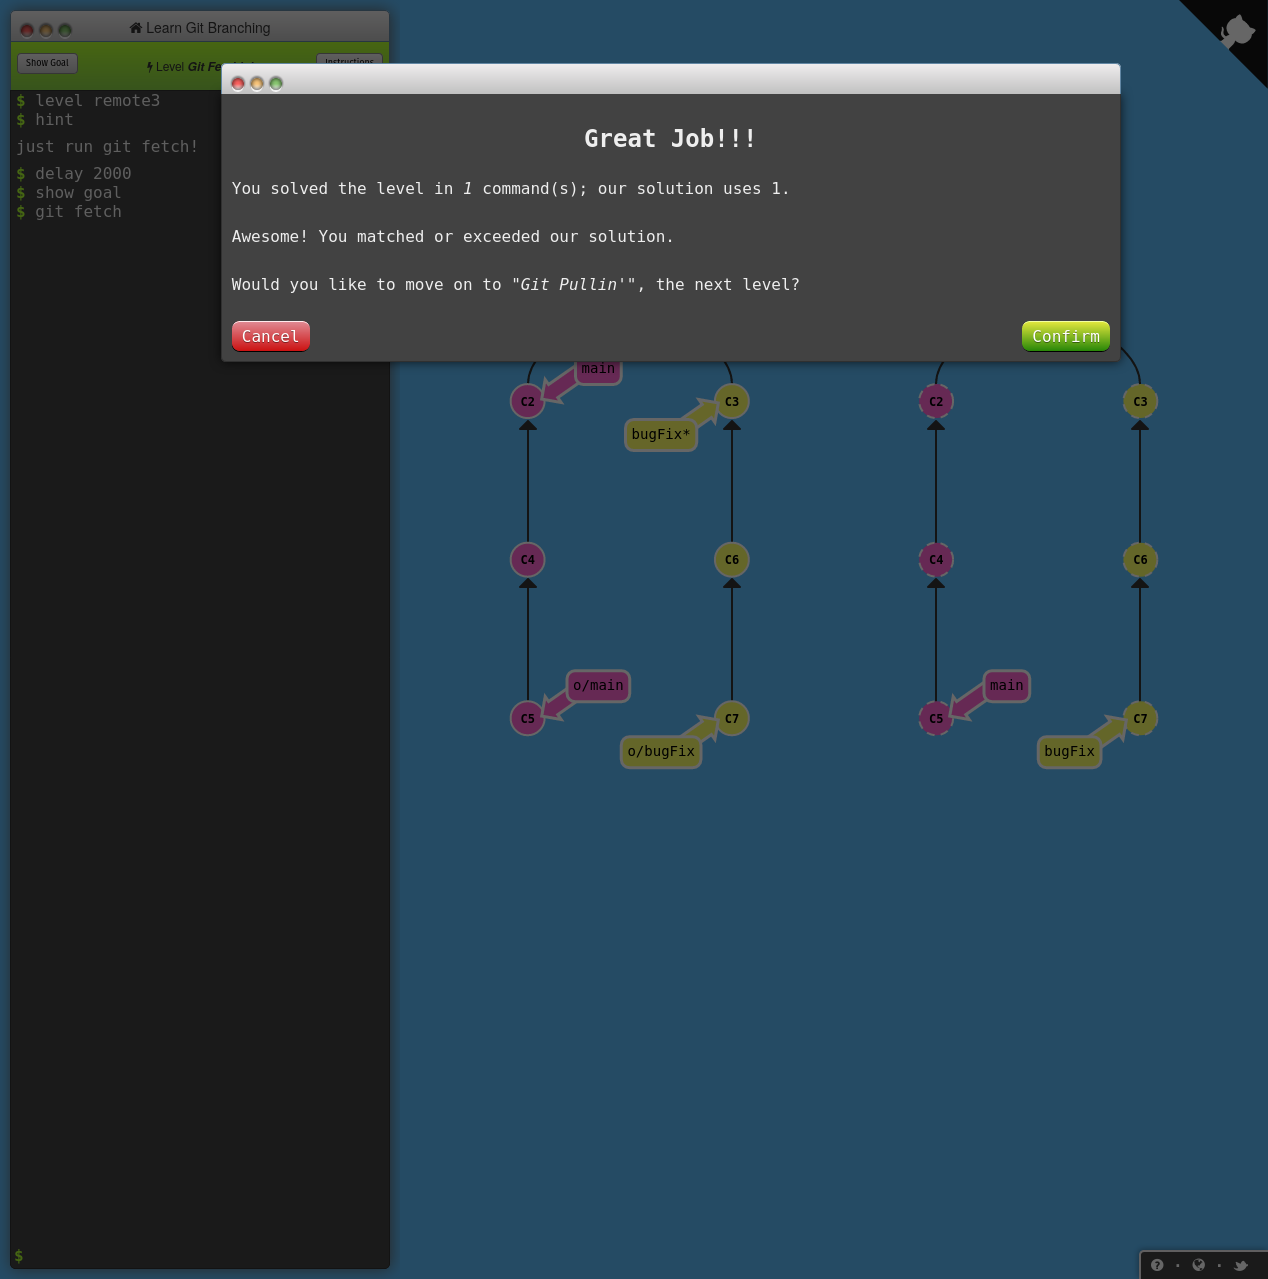 Learn Git Branching
Show Goal
Level Git Fe
Instructions
$ level remote3
$ hint
just run git fetch!
$ delay 2000
$ show goal
$ git fetch
$
Great Job!!!
You solved the level in 1 command(s); our solution uses 1.
Awesome! You matched or exceeded our solution.
Would you like to move on to "Git Pullin'", the next level?
Cancel
Confirm
main
C2
C3
bugFix*
C4
C6
o/main
C5
C7
o/bugFix
C2
C3
C4
C6
main
C5
C7
bugFix